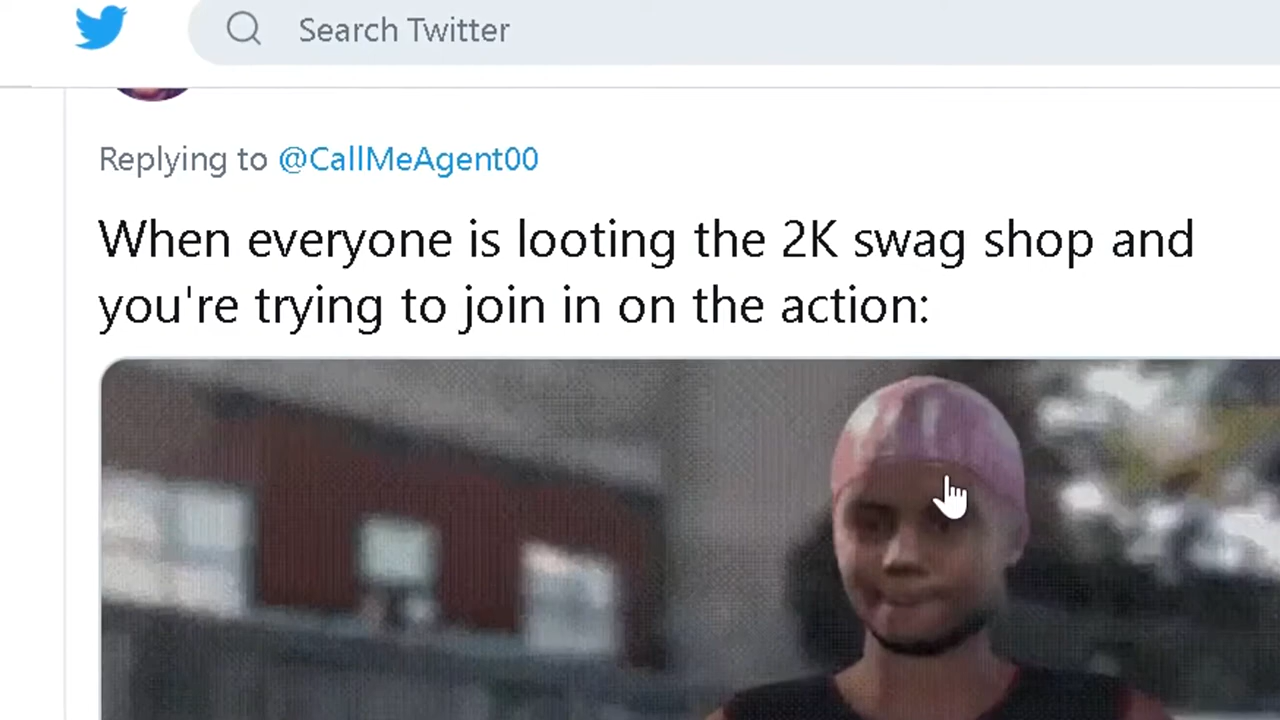 Search Twitter
Replying to @CallMeAgent00
When everyone is looting the 2K swag shop and
you're trying to join in on the action: